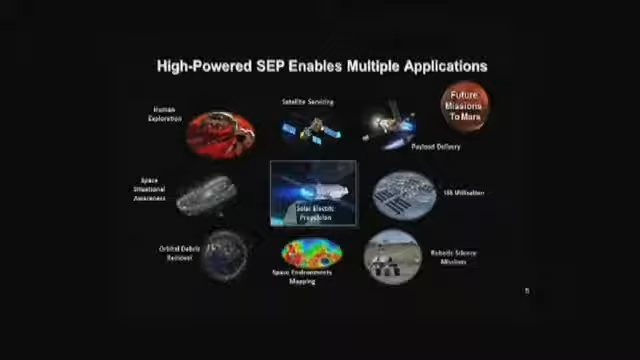 High-Powered SEP Enables Multiple Applications
Human
Exploration
Satellite Servicing
Future
Missions
To Mars
Payload Delivery
Space
Situational
Awareness
Solar Electric
Propulsion
ISS Utilization
Orbital Debris
Removal
Space Environments
Mapping
Robotic Science
Missions